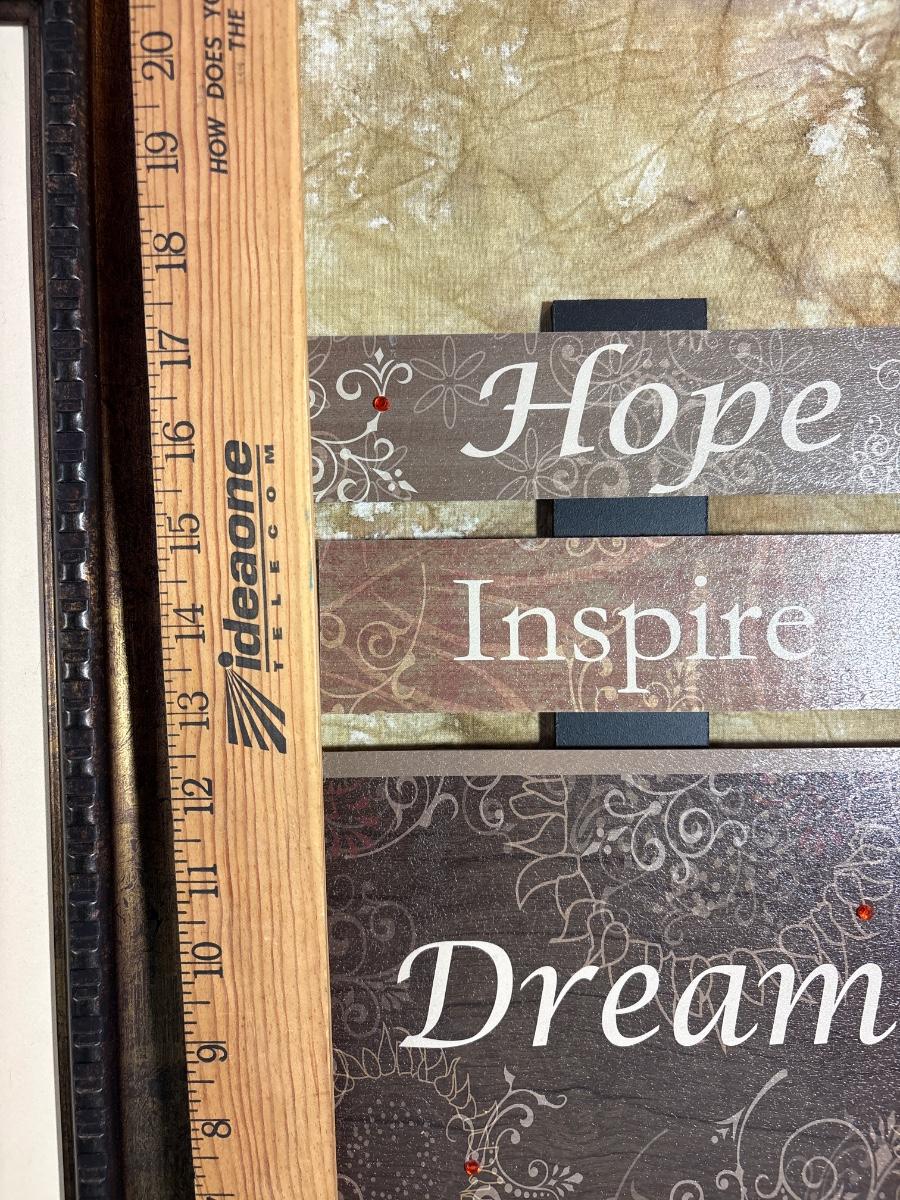 HOW DOES YO
THE
20
19
18
17
16
15
14
13
12
11
10
9
8
ideaone
TELECOM
Hope
Inspire
Dream